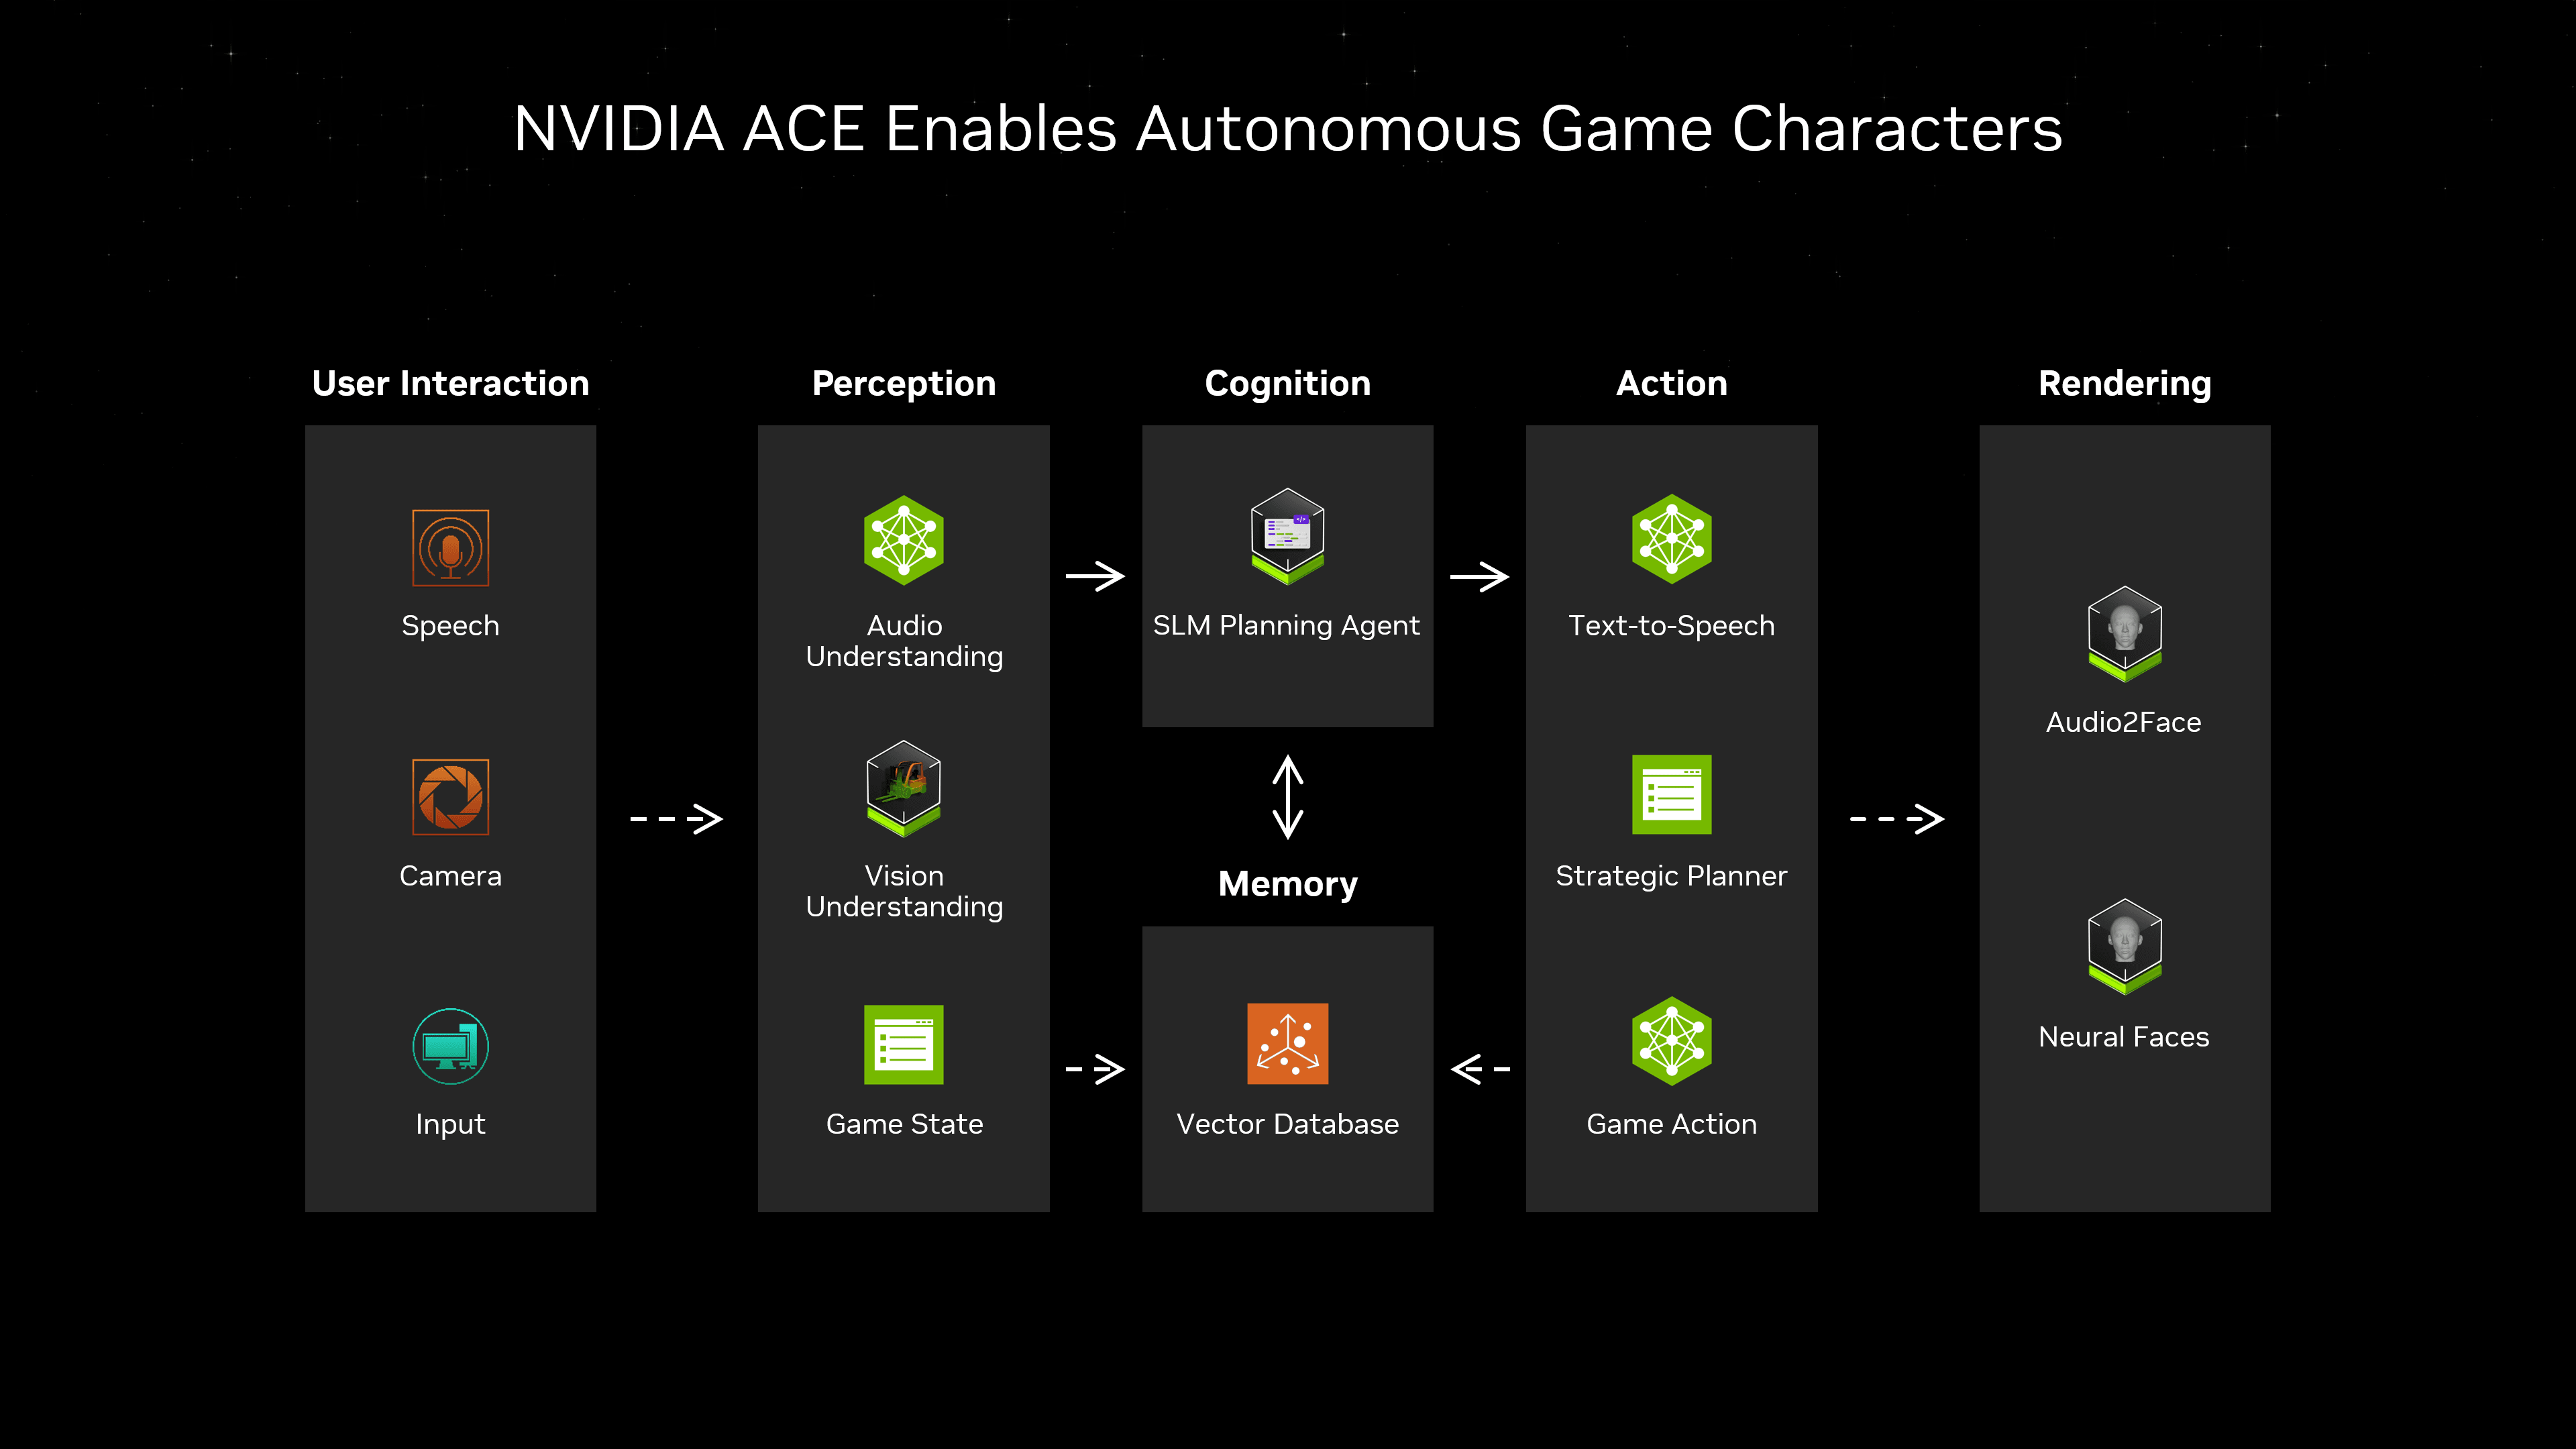 NVIDIA ACE Enables Autonomous Game Characters
User Interaction
Speech
Camera
Input
Perception
Audio
Understanding
Vision
Understanding
Game State
Cognition
SLM Planning Agent
Memory
Vector Database
Action
Text-to-Speech
Strategic Planner
Game Action
Rendering
Audio2Face
Neural Faces